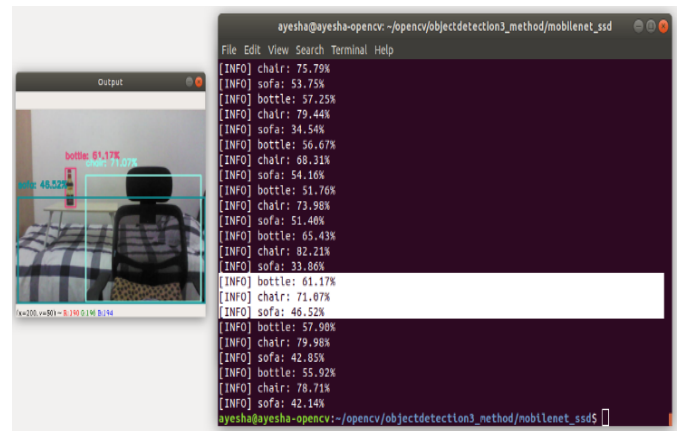 Output
bottle: 61.17%
chair: 71.07%
sofa: 46.52%
(x=200, y=80) ~ R:190 G:196 B:194
ayesha@ayesha-opencv: ~/opencv/objectdetection3_method/mobilenet_ssd
File Edit View Search Terminal Help
[INFO] chair: 75.79%
[INFO] sofa: 53.75%
[INFO] bottle: 57.25%
[INFO] chair: 79.44%
[INFO] sofa: 34.54%
[INFO] bottle: 56.67%
[INFO] chair: 68.31%
[INFO] sofa: 54.16%
[INFO] bottle: 51.76%
[INFO] chair: 73.98%
[INFO] sofa: 51.40%
[INFO] bottle: 65.43%
[INFO] chair: 82.21%
[INFO] sofa: 33.86%
[INFO] bottle: 61.17%
[INFO] chair: 71.07%
[INFO] sofa: 46.52%
[INFO] bottle: 57.90%
[INFO] chair: 79.98%
[INFO] sofa: 42.85%
[INFO] bottle: 55.92%
[INFO] chair: 78.71%
[INFO] sofa: 42.14%
ayesha@ayesha-opencv:~/opencv/objectdetection3_method/mobilenet_ssd$